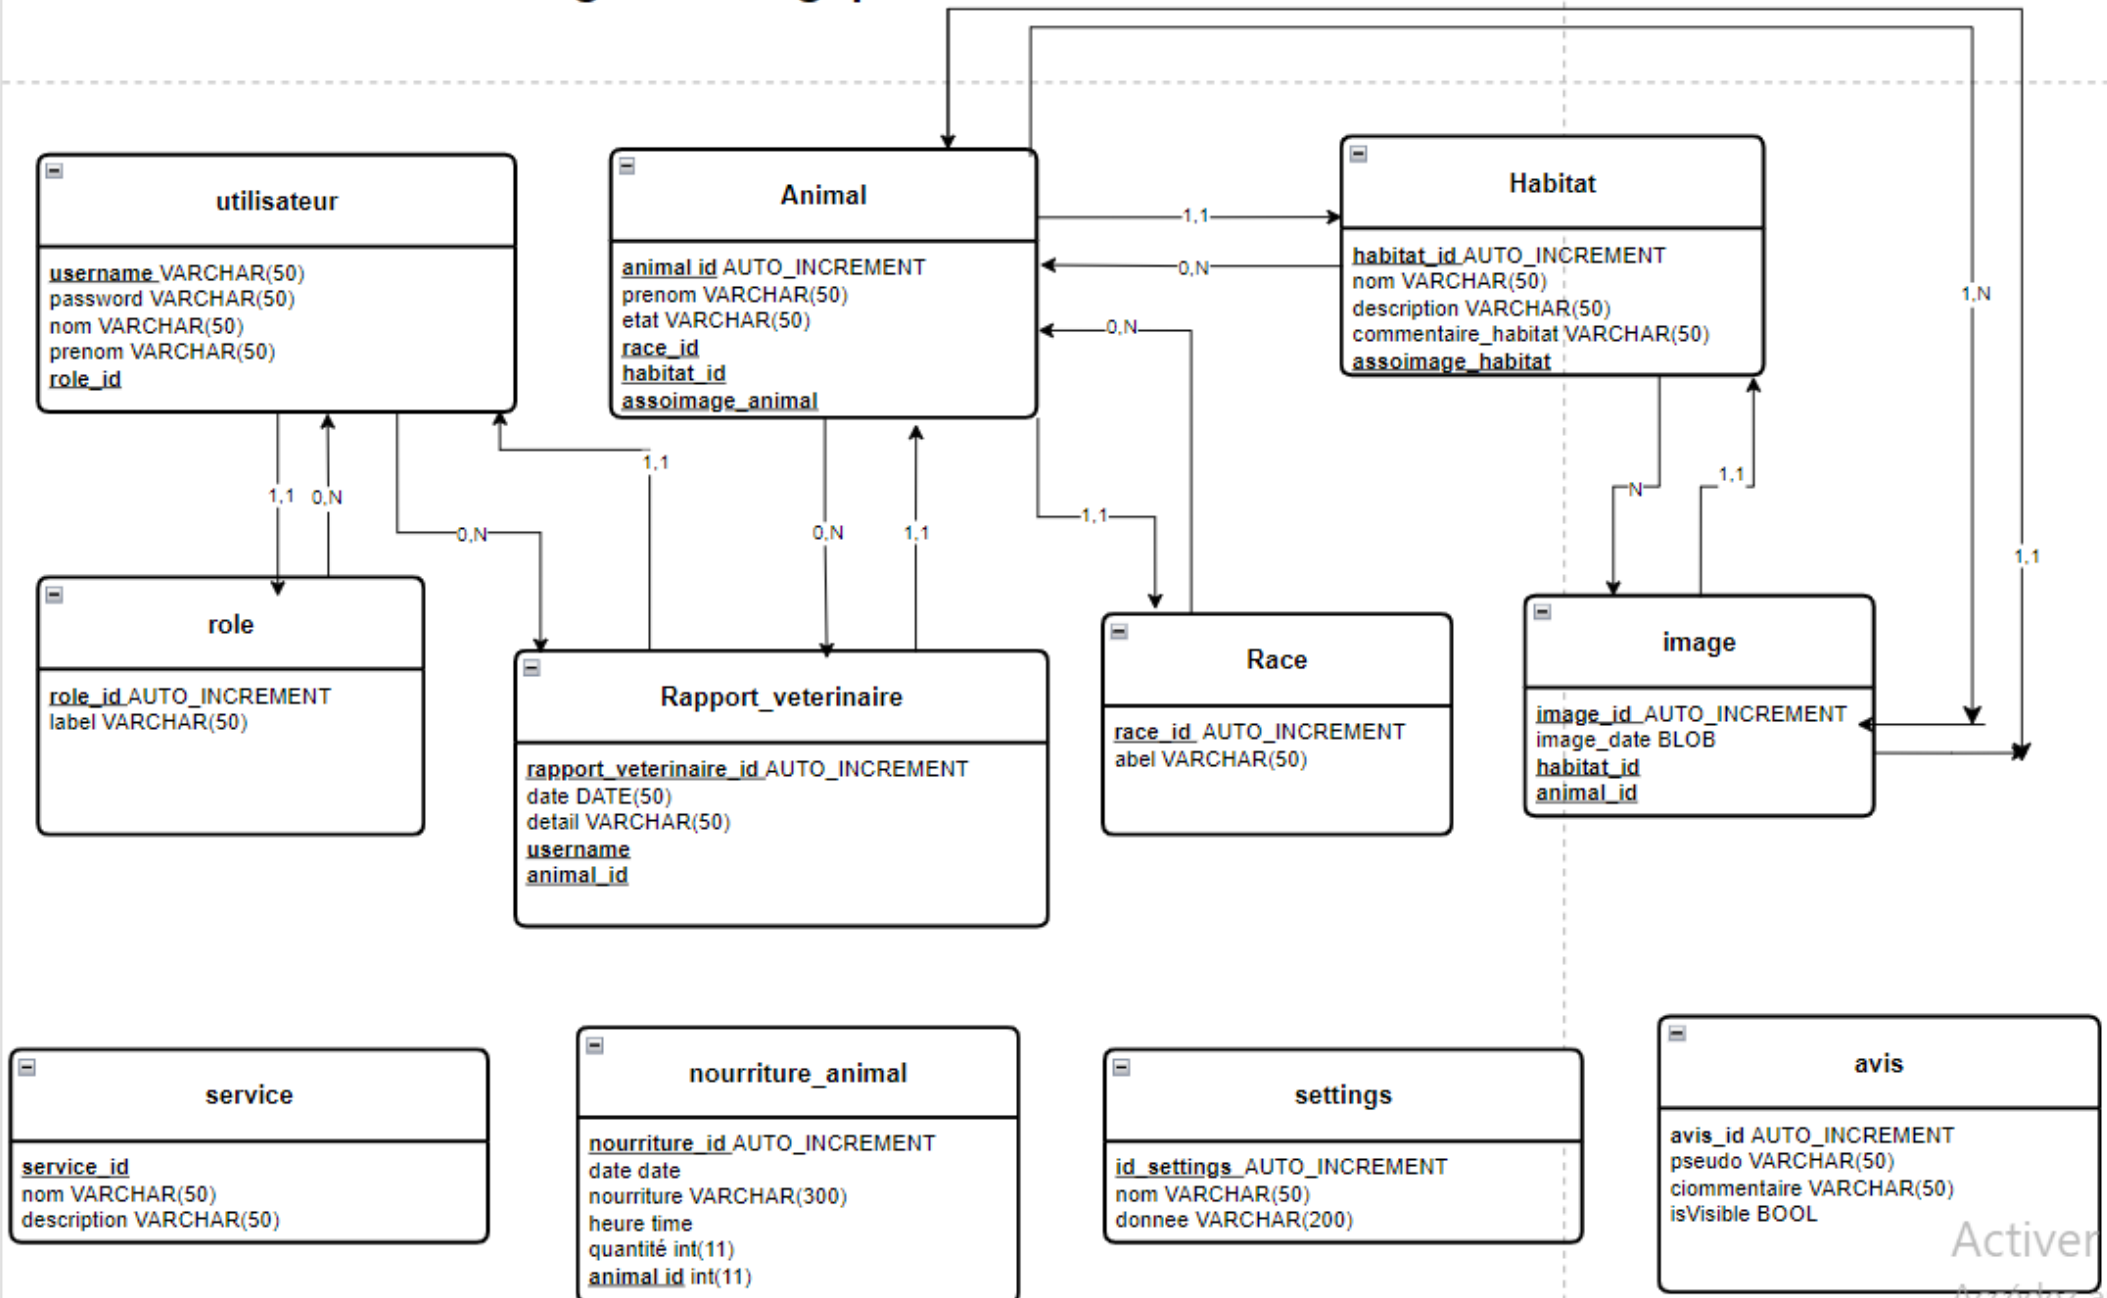 utilisateur
username VARCHAR(50)
password VARCHAR(50)
nom VARCHAR(50)
prenom VARCHAR(50)
role_id
Animal
animal id AUTO_INCREMENT
prenom VARCHAR(50)
etat VARCHAR(50)
race_id
habitat_id
assoimage_animal
Habitat
habitat_id AUTO_INCREMENT
nom VARCHAR(50)
description VARCHAR(50)
commentaire_habitat VARCHAR(50)
assoimage_habitat
1,1
0,N
0,N
1,N
1,1
0,N
0,N
1,1
0,N
1,1
1,1
N
1,1
1,1
role
role_id AUTO_INCREMENT
label VARCHAR(50)
Rapport_veterinaire
rapport_veterinaire_id AUTO_INCREMENT
date DATE(50)
detail VARCHAR(50)
username
animal_id
Race
race_id AUTO_INCREMENT
abel VARCHAR(50)
image
image_id AUTO_INCREMENT
image_date BLOB
habitat_id
animal_id
service
service_id
nom VARCHAR(50)
description VARCHAR(50)
nourriture_animal
nourriture_id AUTO_INCREMENT
date date
nourriture VARCHAR(300)
heure time
quantité int(11)
animal id int(11)
settings
id_settings AUTO_INCREMENT
nom VARCHAR(50)
donnee VARCHAR(200)
avis
avis_id AUTO_INCREMENT
pseudo VARCHAR(50)
ciommentaire VARCHAR(50)
isVisible BOOL
Activer